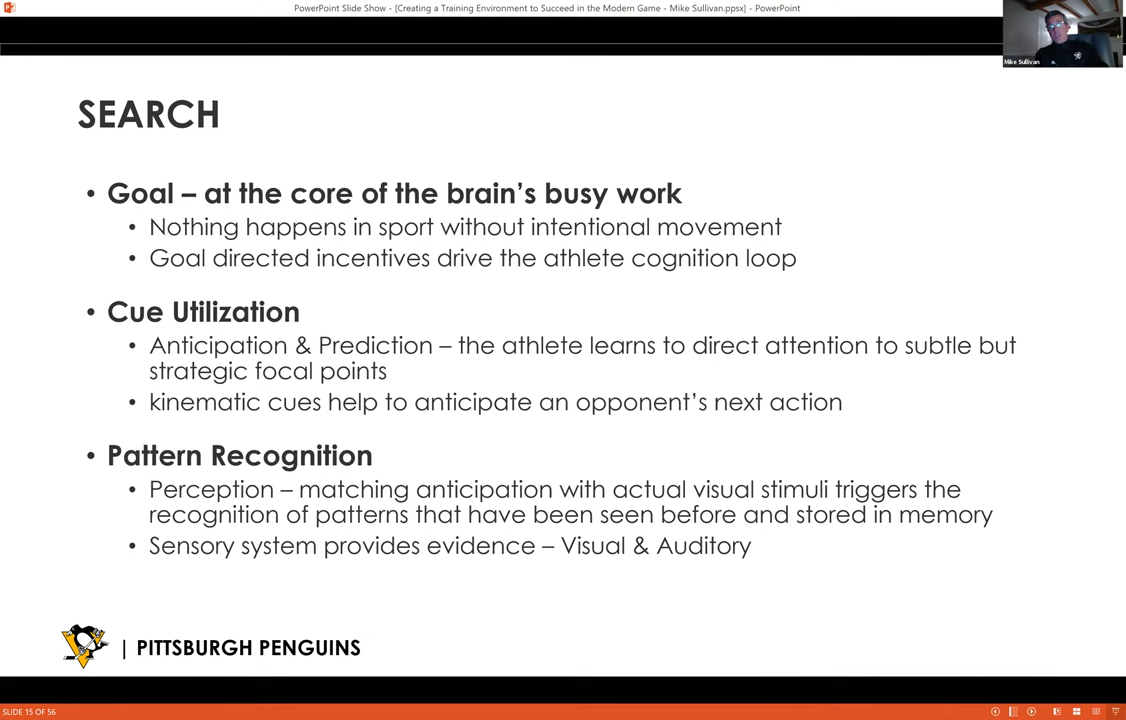 PowerPoint Slide Show - [Creating a Training Environment to Succeed in the Modern Game - Mike Sullivan.ppsx] - PowerPoint
Mike Sullivan
SEARCH
• Goal – at the core of the brain's busy work
• Nothing happens in sport without intentional movement
• Goal directed incentives drive the athlete cognition loop
• Cue Utilization
• Anticipation & Prediction – the athlete learns to direct attention to subtle but
strategic focal points
• kinematic cues help to anticipate an opponent's next action
• Pattern Recognition
• Perception – matching anticipation with actual visual stimuli triggers the
recognition of patterns that have been seen before and stored in memory
• Sensory system provides evidence – Visual & Auditory
| PITTSBURGH PENGUINS
SLIDE 15 OF 56